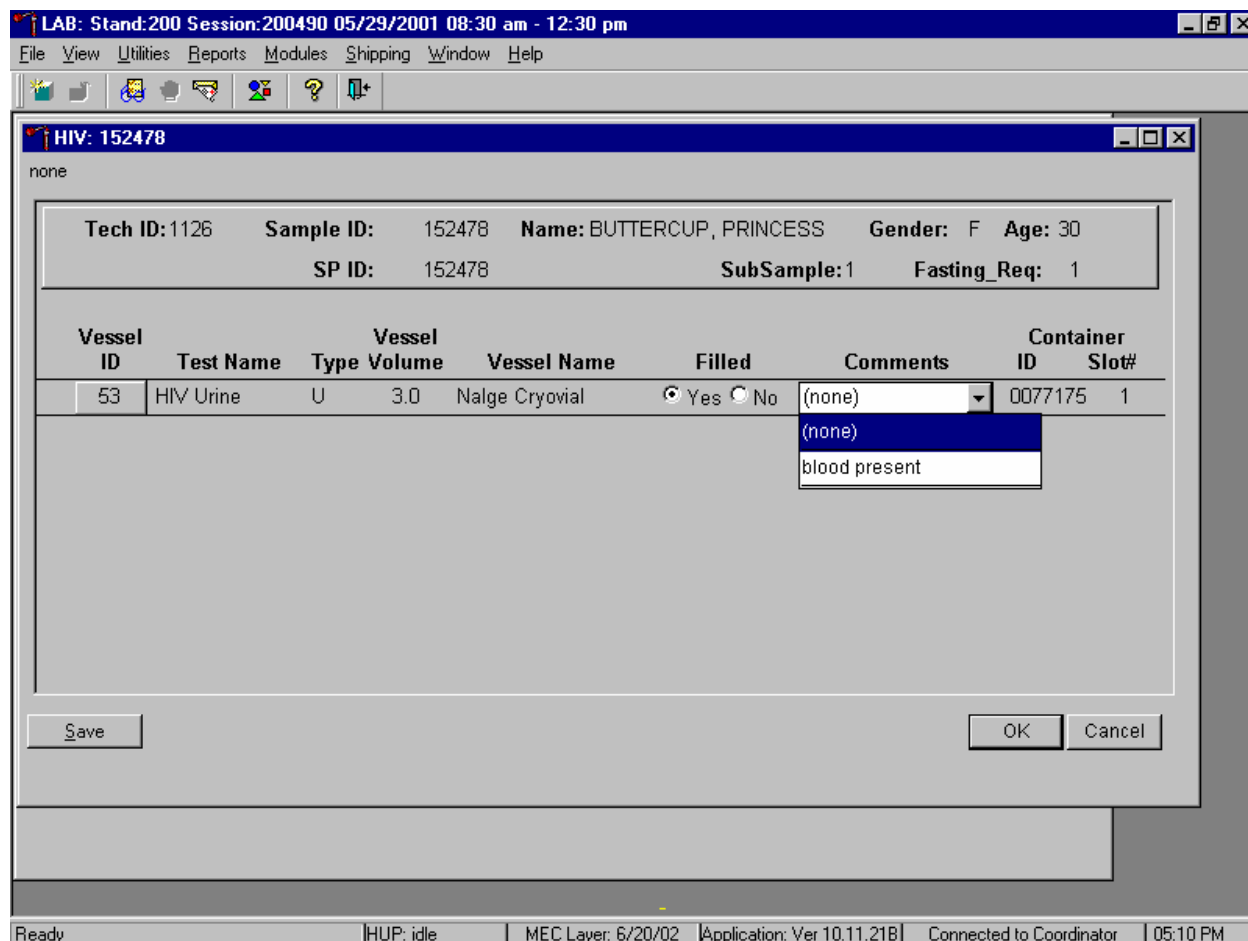 LAB: Stand:200 Session:200490 05/29/2001 08:30 am - 12:30 pm
File View Utilities Reports Modules Shipping Window Help
HIV: 152478
none
Tech ID: 1126 Sample ID: 152478 Name: BUTTERCUP, PRINCESS Gender: F Age: 30
SP ID: 152478 SubSample: 1 Fasting_Req: 1
Vessel Vessel Container
ID Test Name Type Volume Vessel Name Filled Comments ID Slot#
53 HIV Urine U 3.0 Nalge Cryovial Yes No (none) 0077175 1
(none)
blood present
Save OK Cancel
Ready HUP: idle MEC Layer: 6/20/02 Application: Ver 10.11.21B Connected to Coordinator 05:10 PM